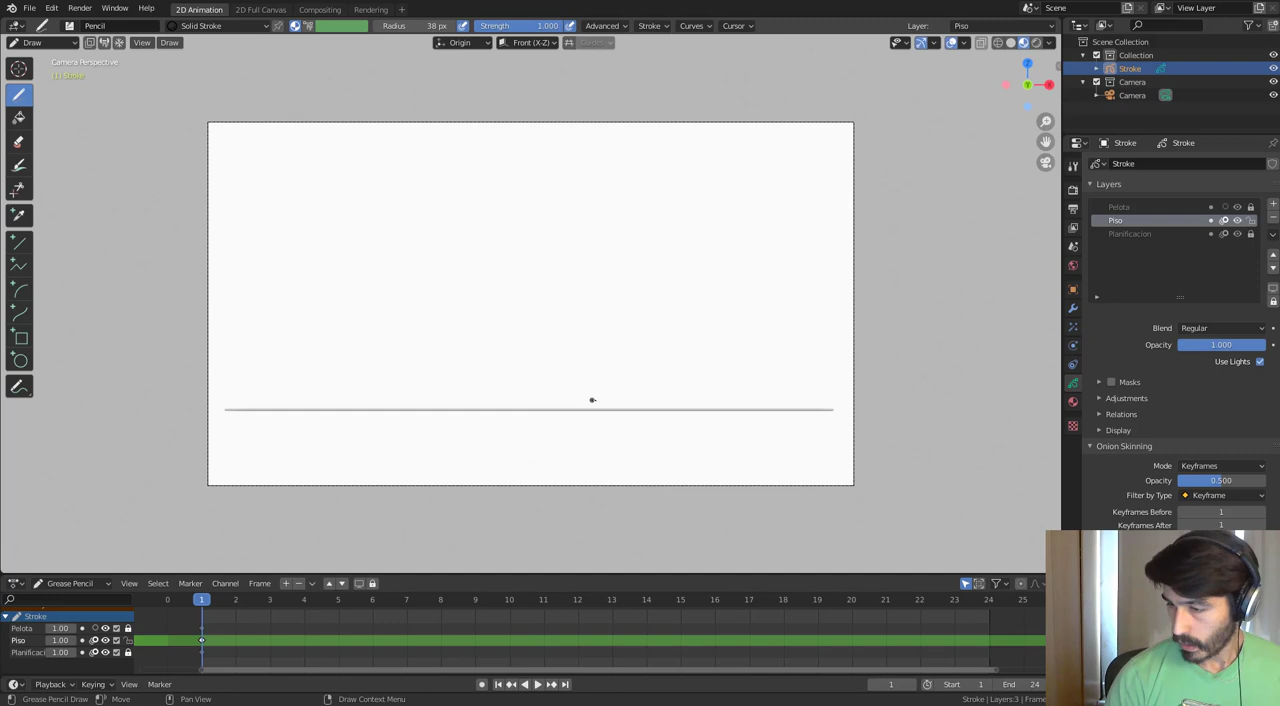 File Edit Render Window Help 2D Animation 2D Full Canvas Compositing Rendering + Scene View Layer
Pencil Solid Stroke Radius 38 px Strength 1.000 Advanced Stroke Curves Cursor Layer: Piso
Draw View Draw Origin Front (X-Z) Guides
Camera Perspective
(1) Stroke
Z
X
Y
Scene Collection
Collection
Stroke
Camera
Camera
Stroke Stroke
Stroke
Layers
Pelota
Piso
Planificacion
Blend Regular
Opacity 1.000
Use Lights
Masks
Adjustments
Relations
Display
Onion Skinning
Mode Keyframes
Opacity 0.500
Filter by Type Keyframe
Keyframes Before 1
Keyframes After 1
Grease Pencil View Select Marker Channel Frame
0 1 2 3 4 5 6 7 8 9 10 11 12 13 14 15 16 17 18 19 20 21 22 23 24 25
Stroke
Pelota 1.00
Piso 1.00
Planificaci 1.00
Playback Keying View Marker 1 Start 1 End 24
Grease Pencil Draw Move Pan View Draw Context Menu Stroke | Layers:3 | Frame